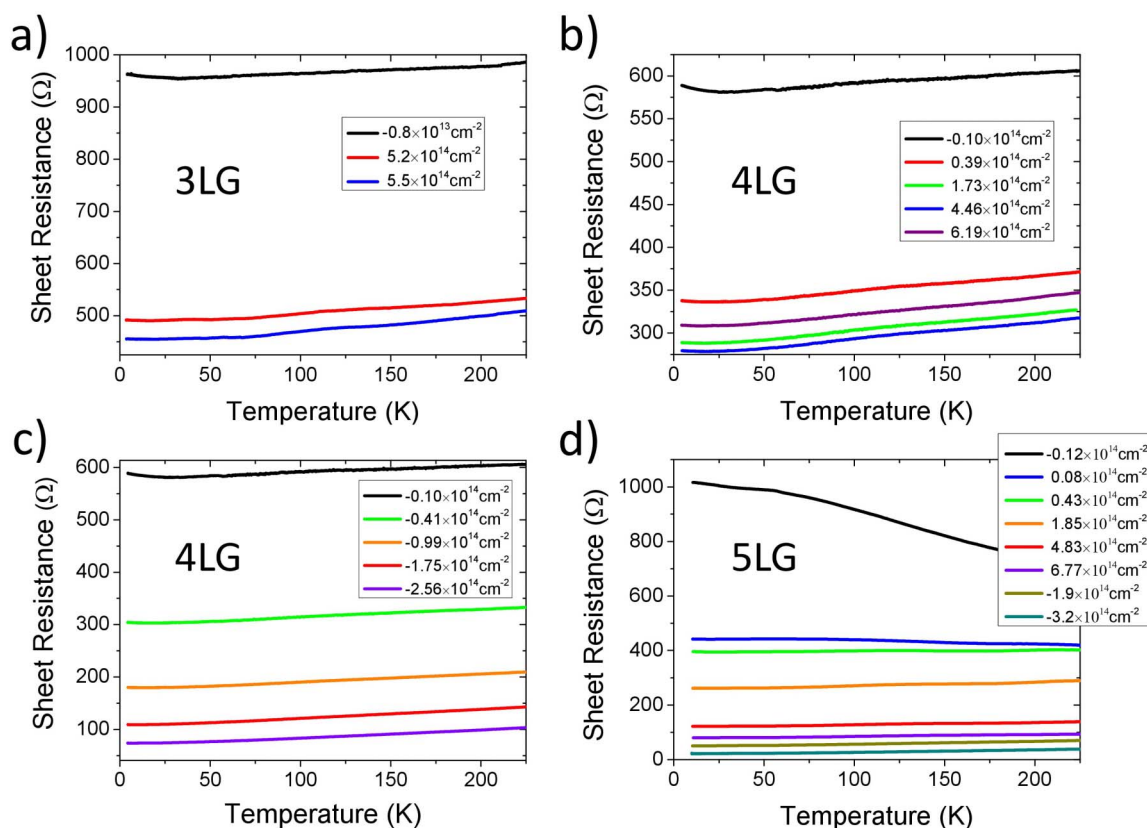 a)
Sheet Resistance (Ω)
1000
900
800
700
600
500
-0.8×10¹³cm⁻²
5.2×10¹⁴cm⁻²
5.5×10¹⁴cm⁻²
3LG
0 50 100 150 200
Temperature (K)
b)
Sheet Resistance (Ω)
600
550
500
450
400
350
300
-0.10×10¹⁴cm⁻²
0.39×10¹⁴cm⁻²
1.73×10¹⁴cm⁻²
4.46×10¹⁴cm⁻²
6.19×10¹⁴cm⁻²
4LG
0 50 100 150 200
Temperature (K)
c)
Sheet Resistance (Ω)
600
500
400
300
200
100
-0.10×10¹⁴cm⁻²
-0.41×10¹⁴cm⁻²
-0.99×10¹⁴cm⁻²
-1.75×10¹⁴cm⁻²
-2.56×10¹⁴cm⁻²
4LG
0 50 100 150 200
Temperature (K)
d)
Sheet Resistance (Ω)
1000
800
600
400
200
0
-0.12×10¹⁴cm⁻²
0.08×10¹⁴cm⁻²
0.43×10¹⁴cm⁻²
1.85×10¹⁴cm⁻²
4.83×10¹⁴cm⁻²
6.77×10¹⁴cm⁻²
-1.9×10¹⁴cm⁻²
-3.2×10¹⁴cm⁻²
5LG
0 50 100 150 200
Temperature (K)